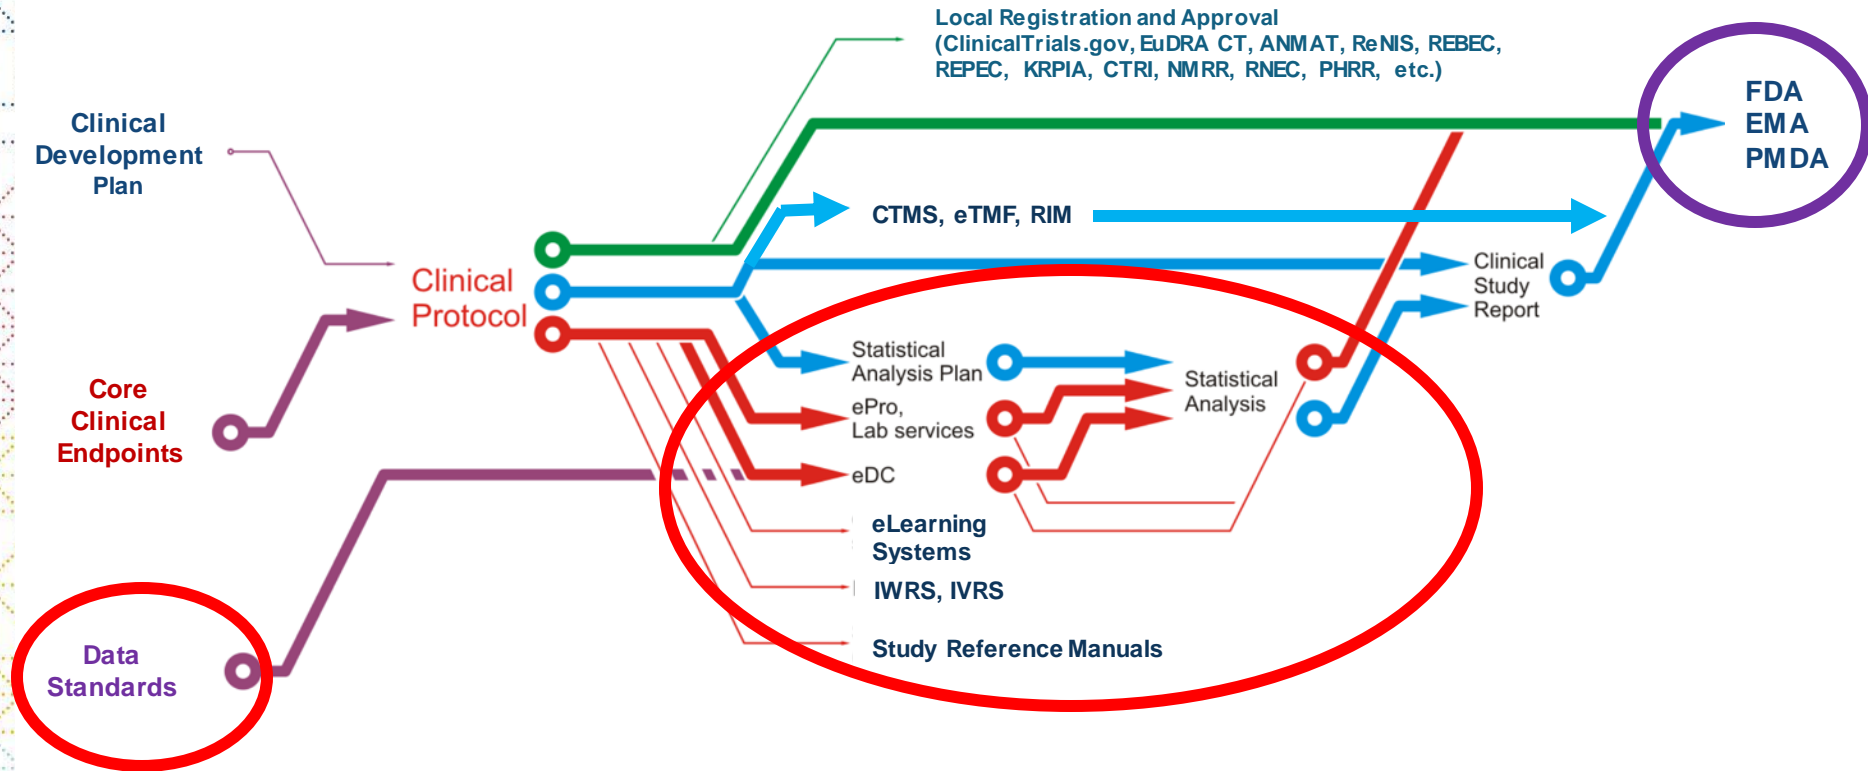 Local Registration and Approval
(ClinicalTrials.gov, EuDRA CT, ANMAT, ReNIS, REBEC,
REPEC, KRPIA, CTRI, NMRR, RNEC, PHRR, etc.)
FDA
EMA
PMDA
Clinical
Development
Plan
CTMS, eTMF, RIM
Clinical
Protocol
Clinical
Study
Report
Statistical
Analysis Plan
Statistical
Analysis
ePro,
Lab services
eDC
Core
Clinical
Endpoints
eLearning
Systems
IWRS, IVRS
Study Reference Manuals
Data
Standards